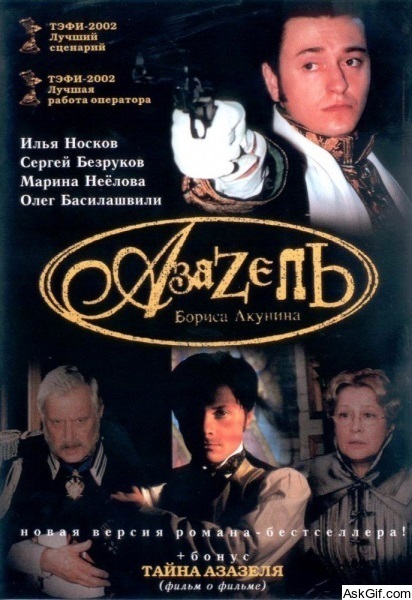 ТЭФИ-2002
Лучший
сценарий
ТЭФИ-2002
Лучшая
работа оператора
Илья Носков
Сергей Безруков
Марина Неёлова
Олег Басилашвили
АзаZелЬ
Бориса Акунина
новая версия романа-бестселлера!
+бонус
ТАЙНА АЗАЗЕЛЯ
(фильм о фильме)
AskGif.com